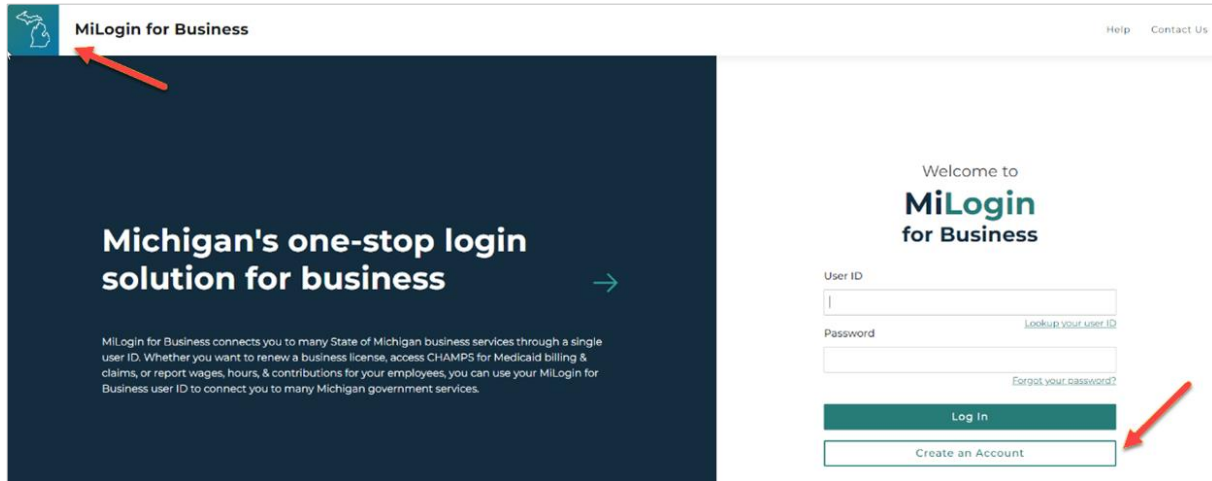 MiLogin for Business
Help Contact Us
Michigan's one-stop login
solution for business
MiLogin for Business connects you to many State of Michigan business services through a single
user ID. Whether you want to renew a business license, access CHAMPS for Medicaid billing &
claims, or report wages, hours, & contributions for your employees, you can use your MiLogin for
Business user ID to connect you to many Michigan government services.
Welcome to
MiLogin
for Business
User ID
Lookup your user ID
Password
Forgot your password?
Log In
Create an Account